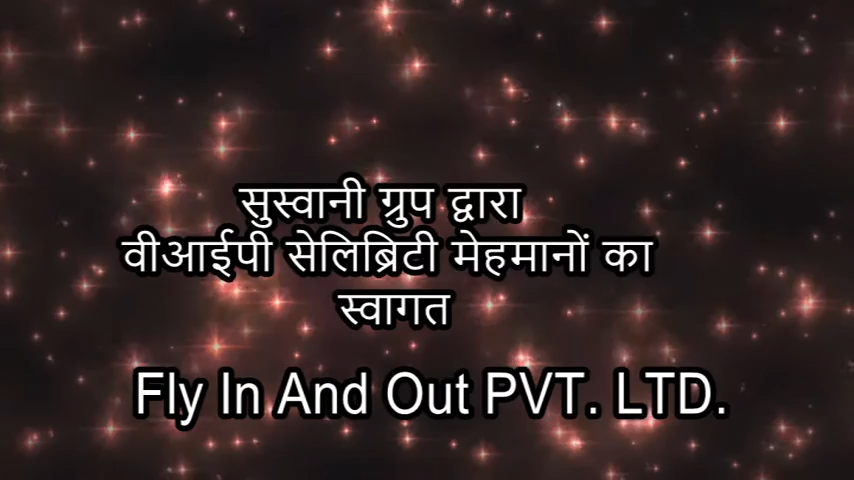 सुस्वानी ग्रुप द्वारा
वीआईपी सेलिब्रिटी मेहमानों का
स्वागत
Fly In And Out PVT. LTD.